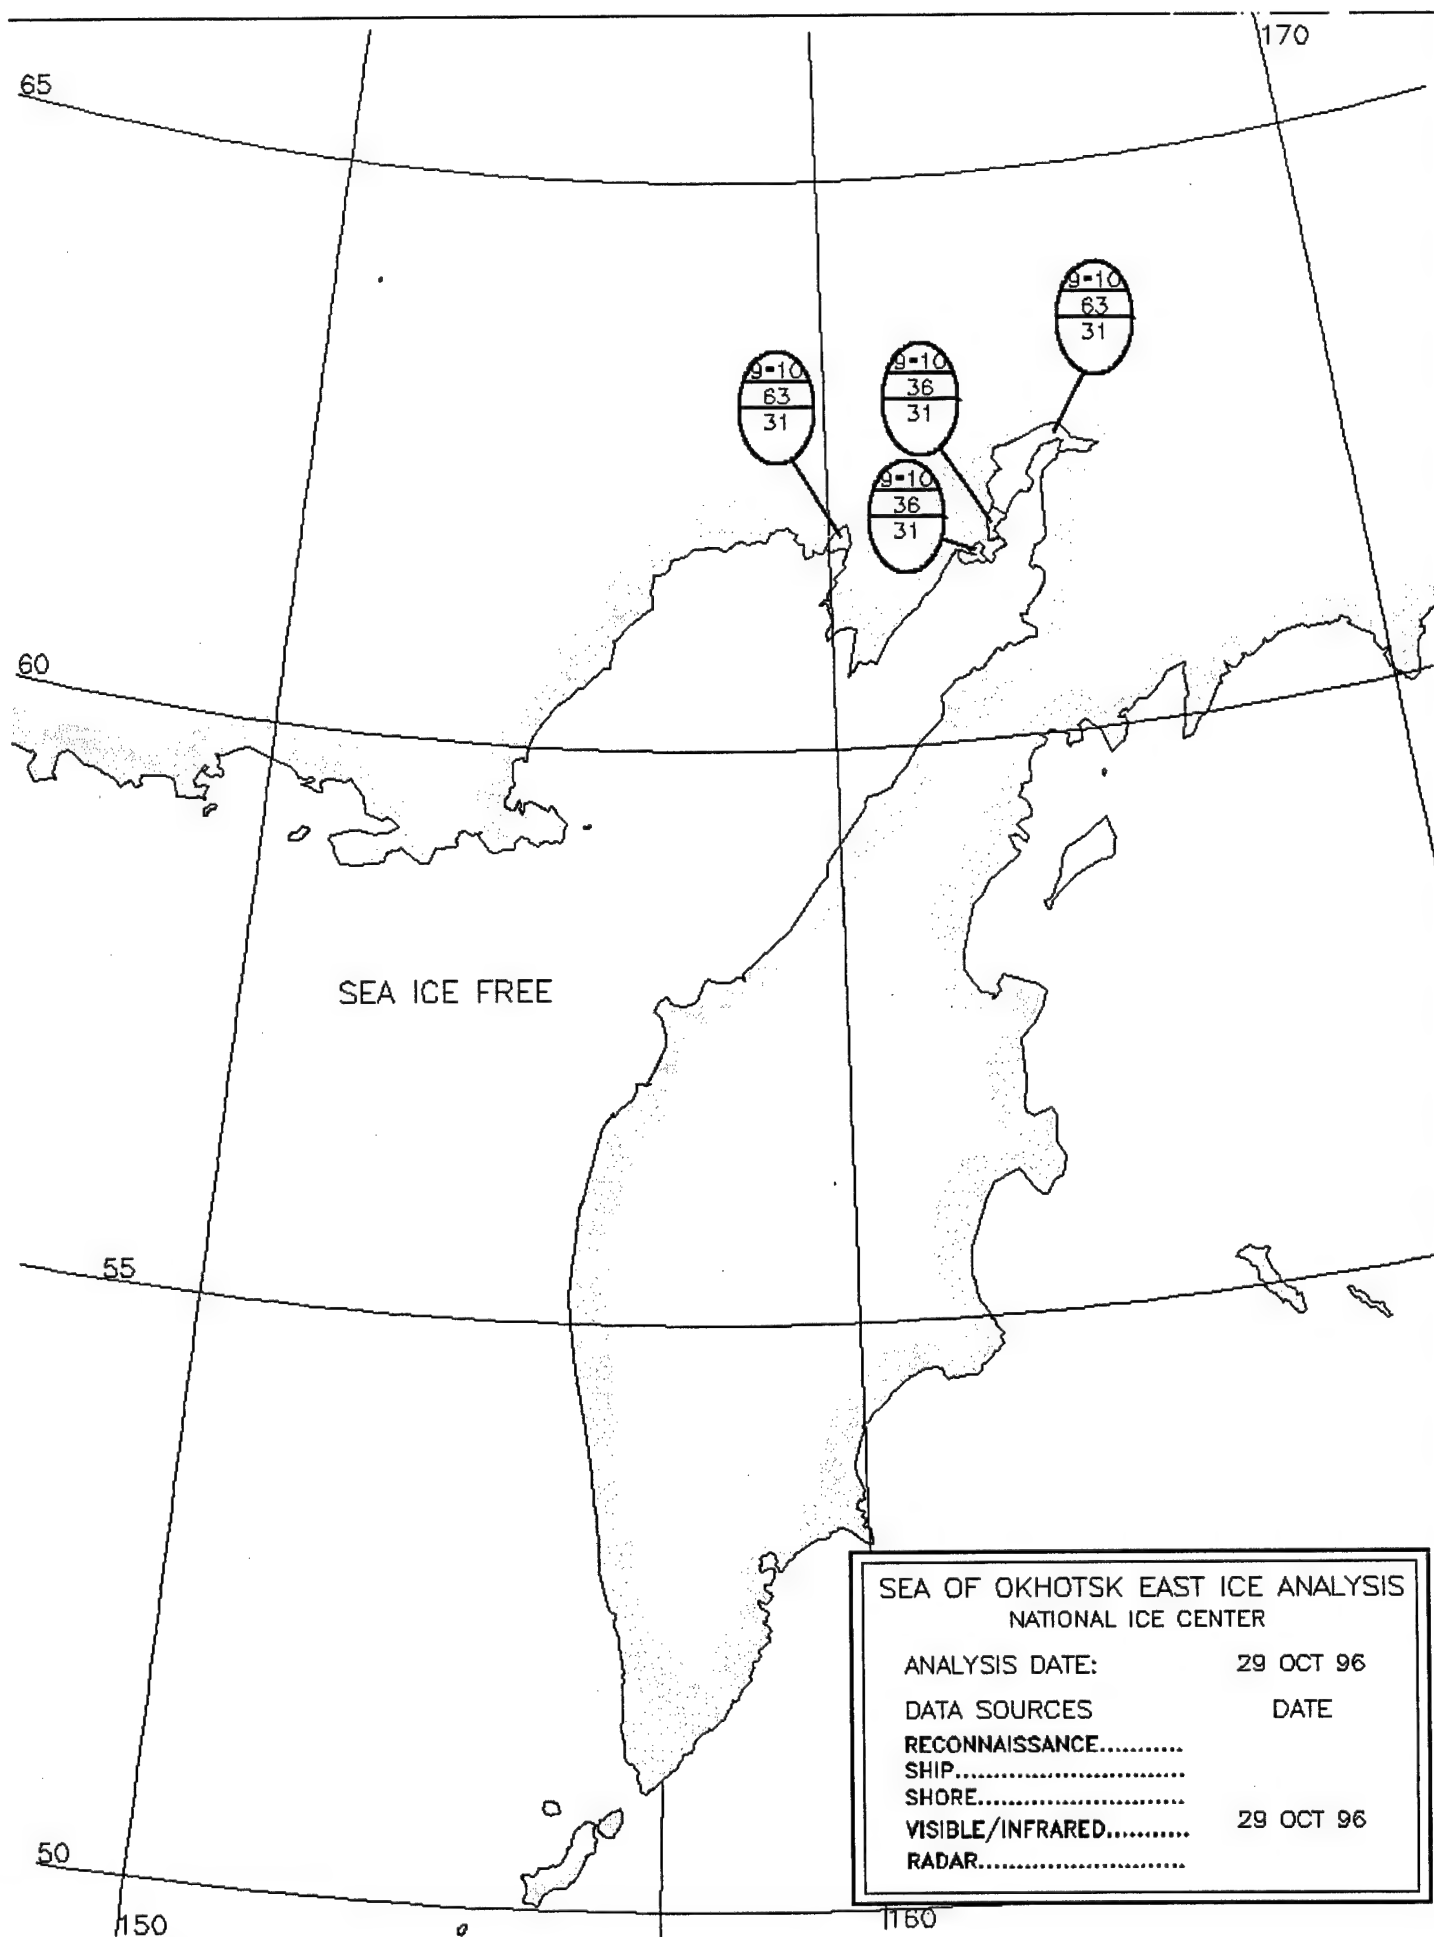 170
65
9-10
63
31
9-10
36
31
9-10
63
31
9-10
36
31
60
SEA ICE FREE
55
SEA OF OKHOTSK EAST ICE ANALYSIS
NATIONAL ICE CENTER
ANALYSIS DATE: 29 OCT 96
DATA SOURCES DATE
RECONNAISSANCE...........
SHIP..............................
SHORE...........................
VISIBLE/INFRARED........... 29 OCT 96
RADAR...........................
50
150
160